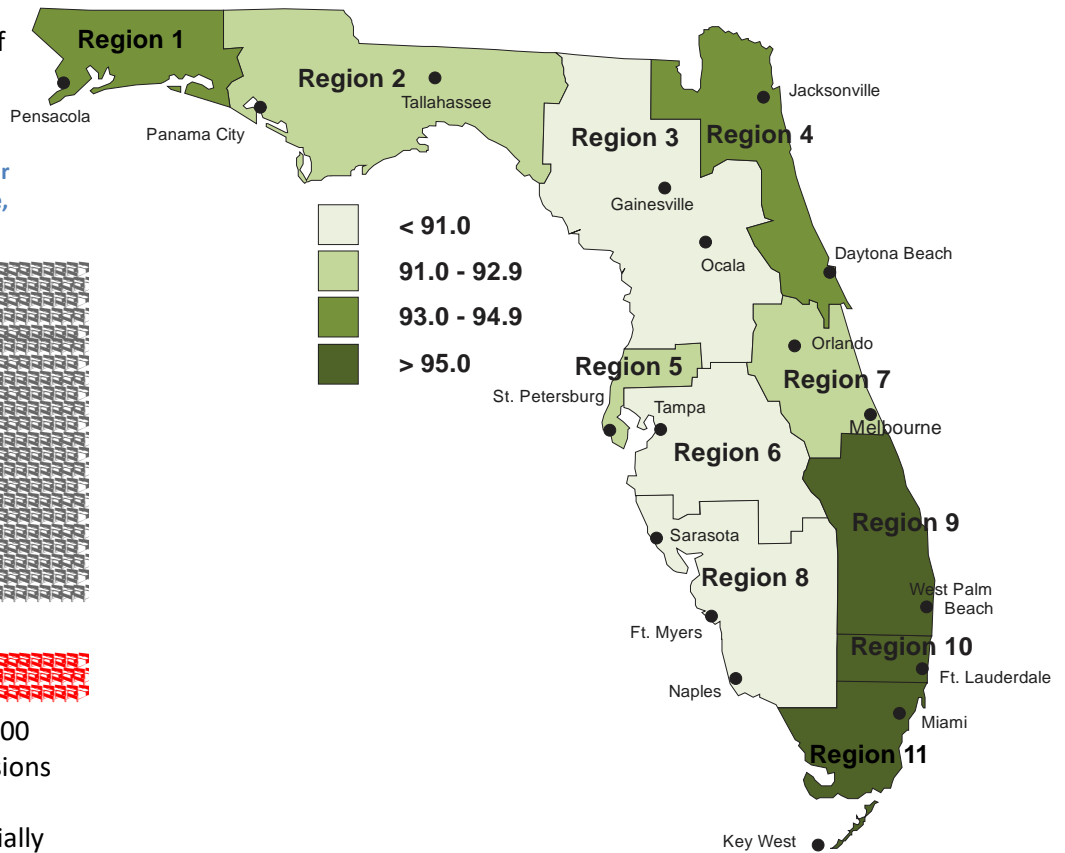 f
Region 1
Pensacola
Region 2
Tallahassee
Panama City
Region 3
Jacksonville
Region 4
r
,
Gainesville
Ocala
Daytona Beach
< 91.0
91.0 - 92.9
93.0 - 94.9
> 95.0
Orlando
Region 5
Region 7
St. Petersburg
Tampa
Melbourne
Region 6
Region 9
Sarasota
Region 8
West Palm
Beach
Ft. Myers
Region 10
Ft. Lauderdale
Naples
00
Miami
sions
Region 11
ially
Key West